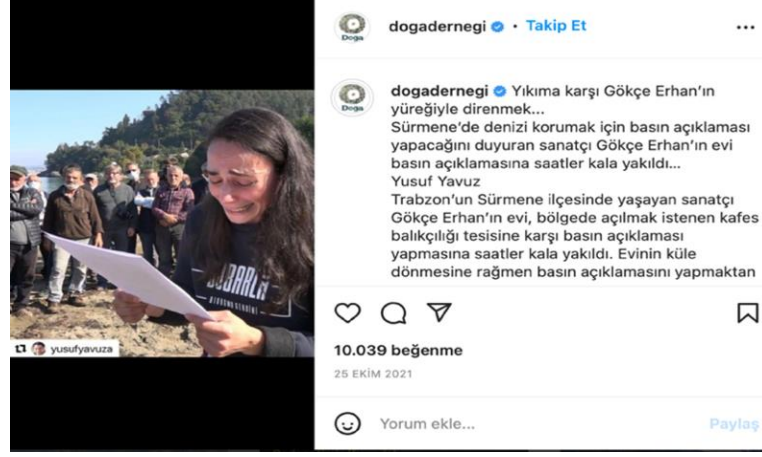 Doğa
dogadernegi • Takip Et
Doğa
dogadernegi Yıkıma karşı Gökçe Erhan'ın
yüreğiyle direnmek...
Sürmene'de denizi korumak için basın açıklaması
yapacağını duyuran sanatçı Gökçe Erhan'ın evi
basın açıklamasına saatler kala yakıldı...
Yusuf Yavuz
Trabzon'un Sürmene ilçesinde yaşayan sanatçı
Gökçe Erhan'ın evi, bölgede açılmak istenen kafes
balıkçılığı tesisine karşı basın açıklaması
yapmasına saatler kala yakıldı. Evinin küle
dönmesine rağmen basın açıklamasını yapmaktan
yusufyavuza
10.039 beğenme
25 EKİM 2021
Yorum ekle...
Paylaş